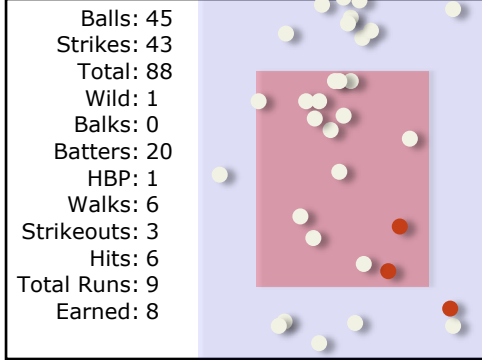 Balls: 45
Strikes: 43
Total: 88
Wild: 1
Balks: 0
Batters: 20
HBP: 1
Walks: 6
Strikeouts: 3
Hits: 6
Total Runs: 9
Earned: 8